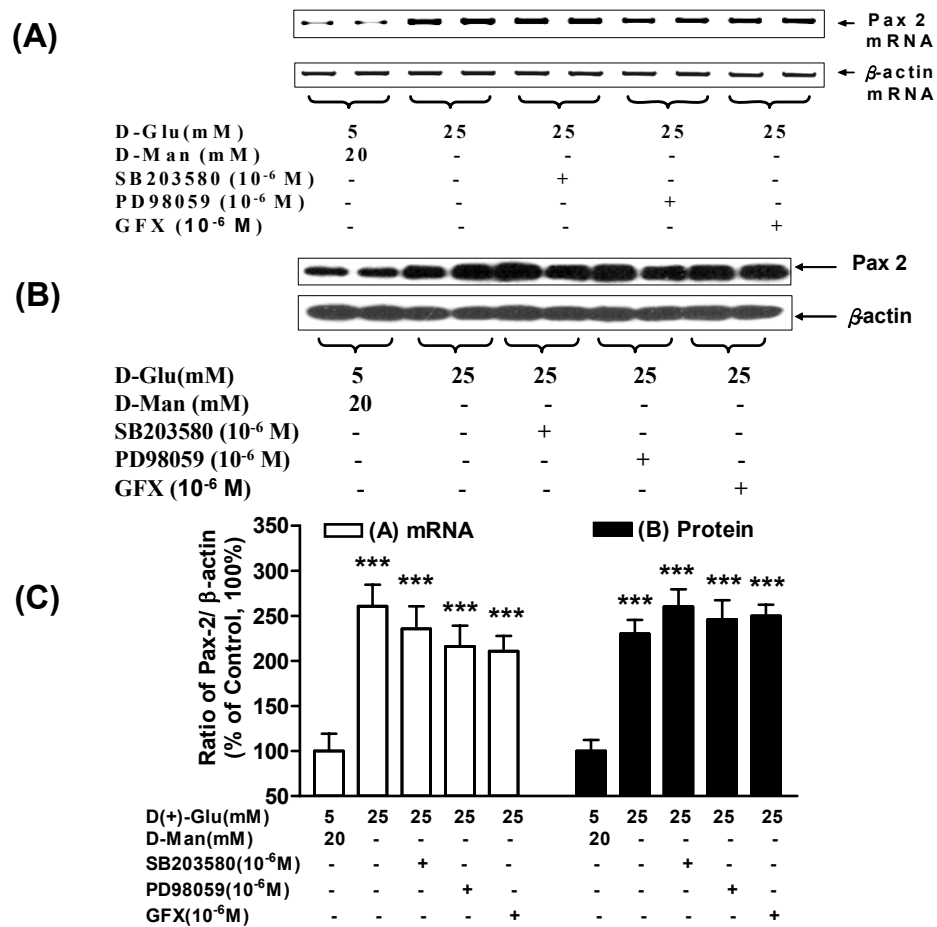 (A)
Pax 2
mRNA
β-actin
mRNA
D-Glu(mM) 5 25 25 25 25
D-Man (mM) 20 - - - -
SB203580 (10⁻⁶ M) - - + - -
PD98059 (10⁻⁶ M) - - - + -
GFX (10⁻⁶ M) - - - - +
(B)
Pax 2
β-actin
D-Glu(mM) 5 25 25 25 25
D-Man (mM) 20 - - - -
SB203580 (10⁻⁶ M) - - + - -
PD98059 (10⁻⁶ M) - - - + -
GFX (10⁻⁶ M) - - - - +
(C)
Ratio of Pax-2/ β-actin
(% of Control, 100%)
350
300
250
200
150
100
50
(A) mRNA
(B) Protein
*** *** *** *** *** *** *** ***
D(+)-Glu(mM) 5 25 25 25 25 5 25 25 25 25
D-Man(mM) 20 - - - - 20 - - - -
SB203580(10⁻⁶M) - - + - - - - + - -
PD98059(10⁻⁶M) - - - + - - - - + -
GFX(10⁻⁶M) - - - - + - - - - +